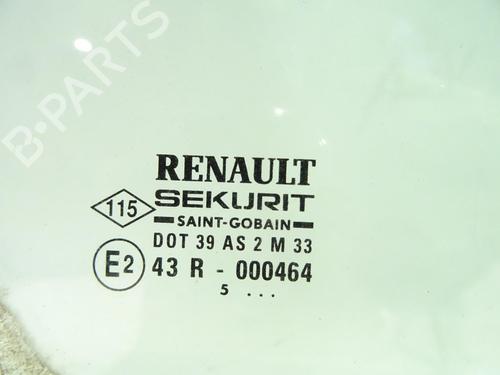 B-PARTS
RENAULT
SEKURIT
115
SAINT-GOBAIN
DOT 39 AS 2 M 33
E2 43 R - 000464
5 ...